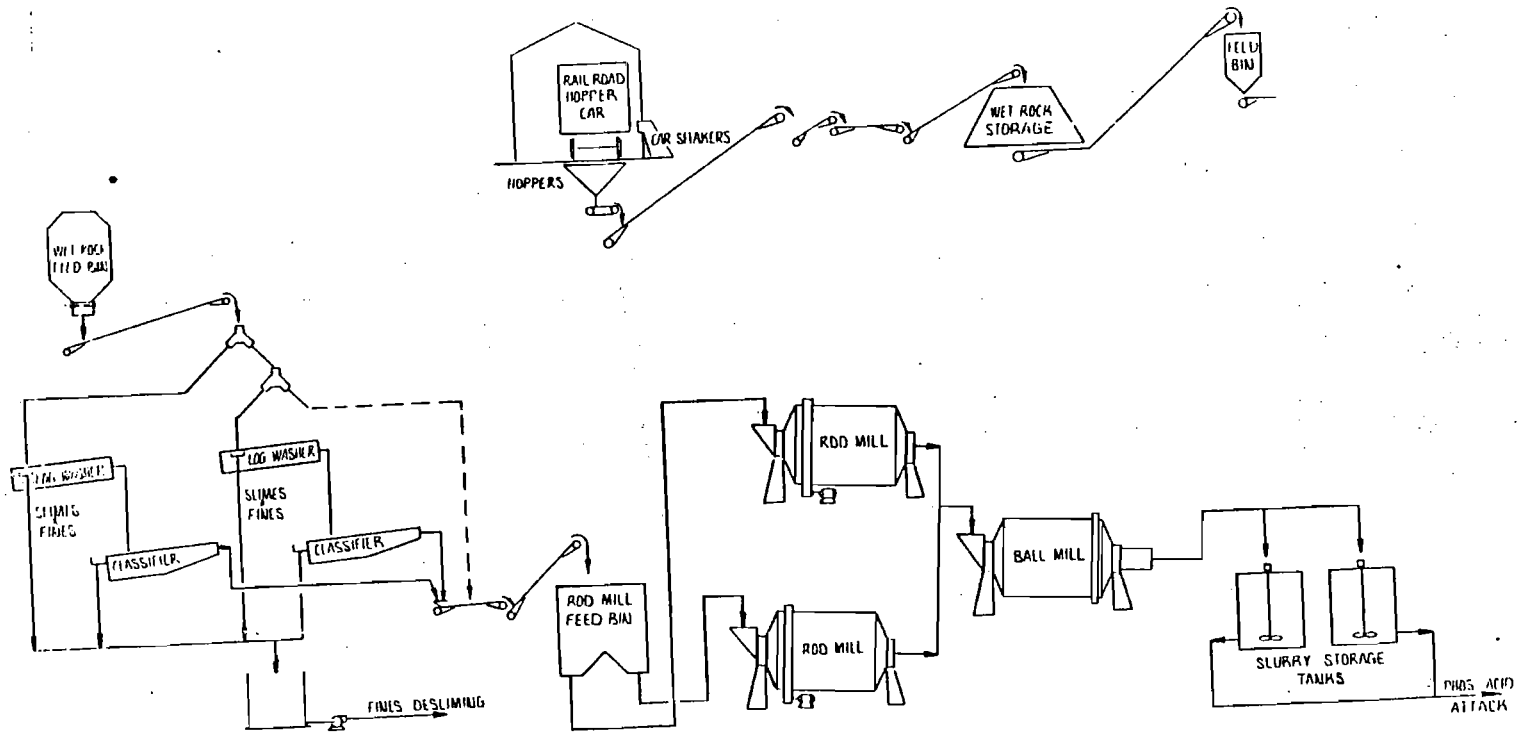 RAIL ROAD
HOPPER
CAR
CAR SHAKERS
HOPPERS
WET ROCK
STORAGE
FEED
BIN
WET ROCK
FEED BIN
LOG WASHER
SLIMES
FINES
CLASSIFIER
LOG WASHER
SLIMES
&
FINES
CLASSIFIER
FINES DESLIMING
ROD MILL
FEED BIN
ROD MILL
ROD MILL
BALL MILL
SLURRY STORAGE
TANKS
PHOS ACID
ATTACK